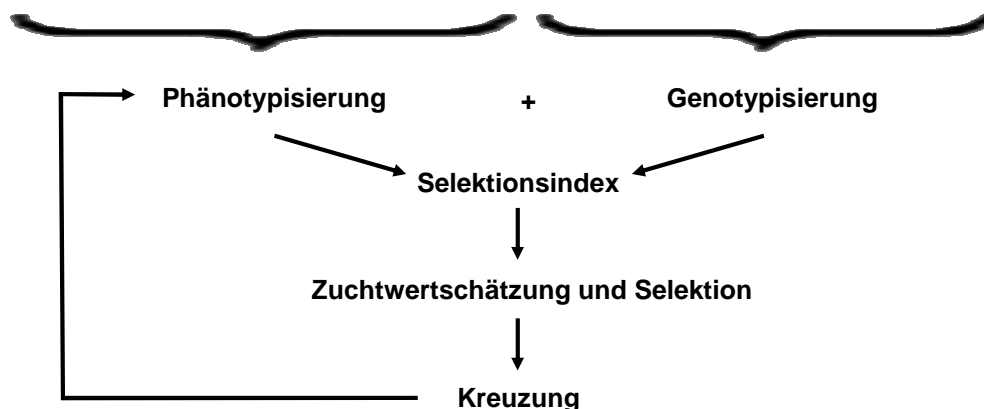 Phänotypisierung + Genotypisierung
Selektionsindex
Zuchtwertschätzung und Selektion
Kreuzung